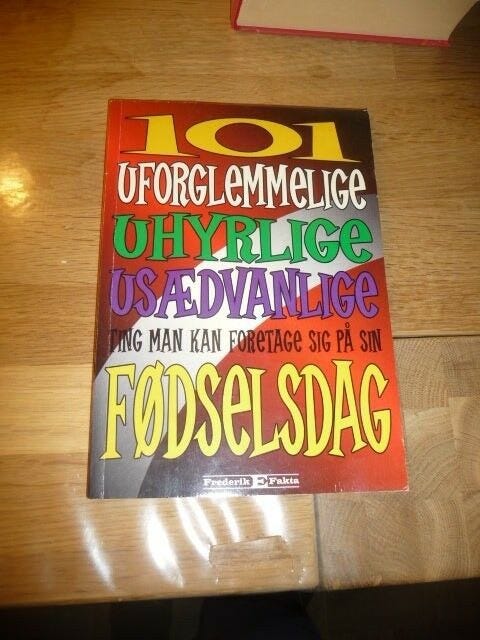 101
UFORGLEMMELIGE
UHYRLIGE
USÆDVANLIGE
TING MAN KAN FORETAGE SIG PÅ SIN
FØDSELSDAG
Frederik E Fakta